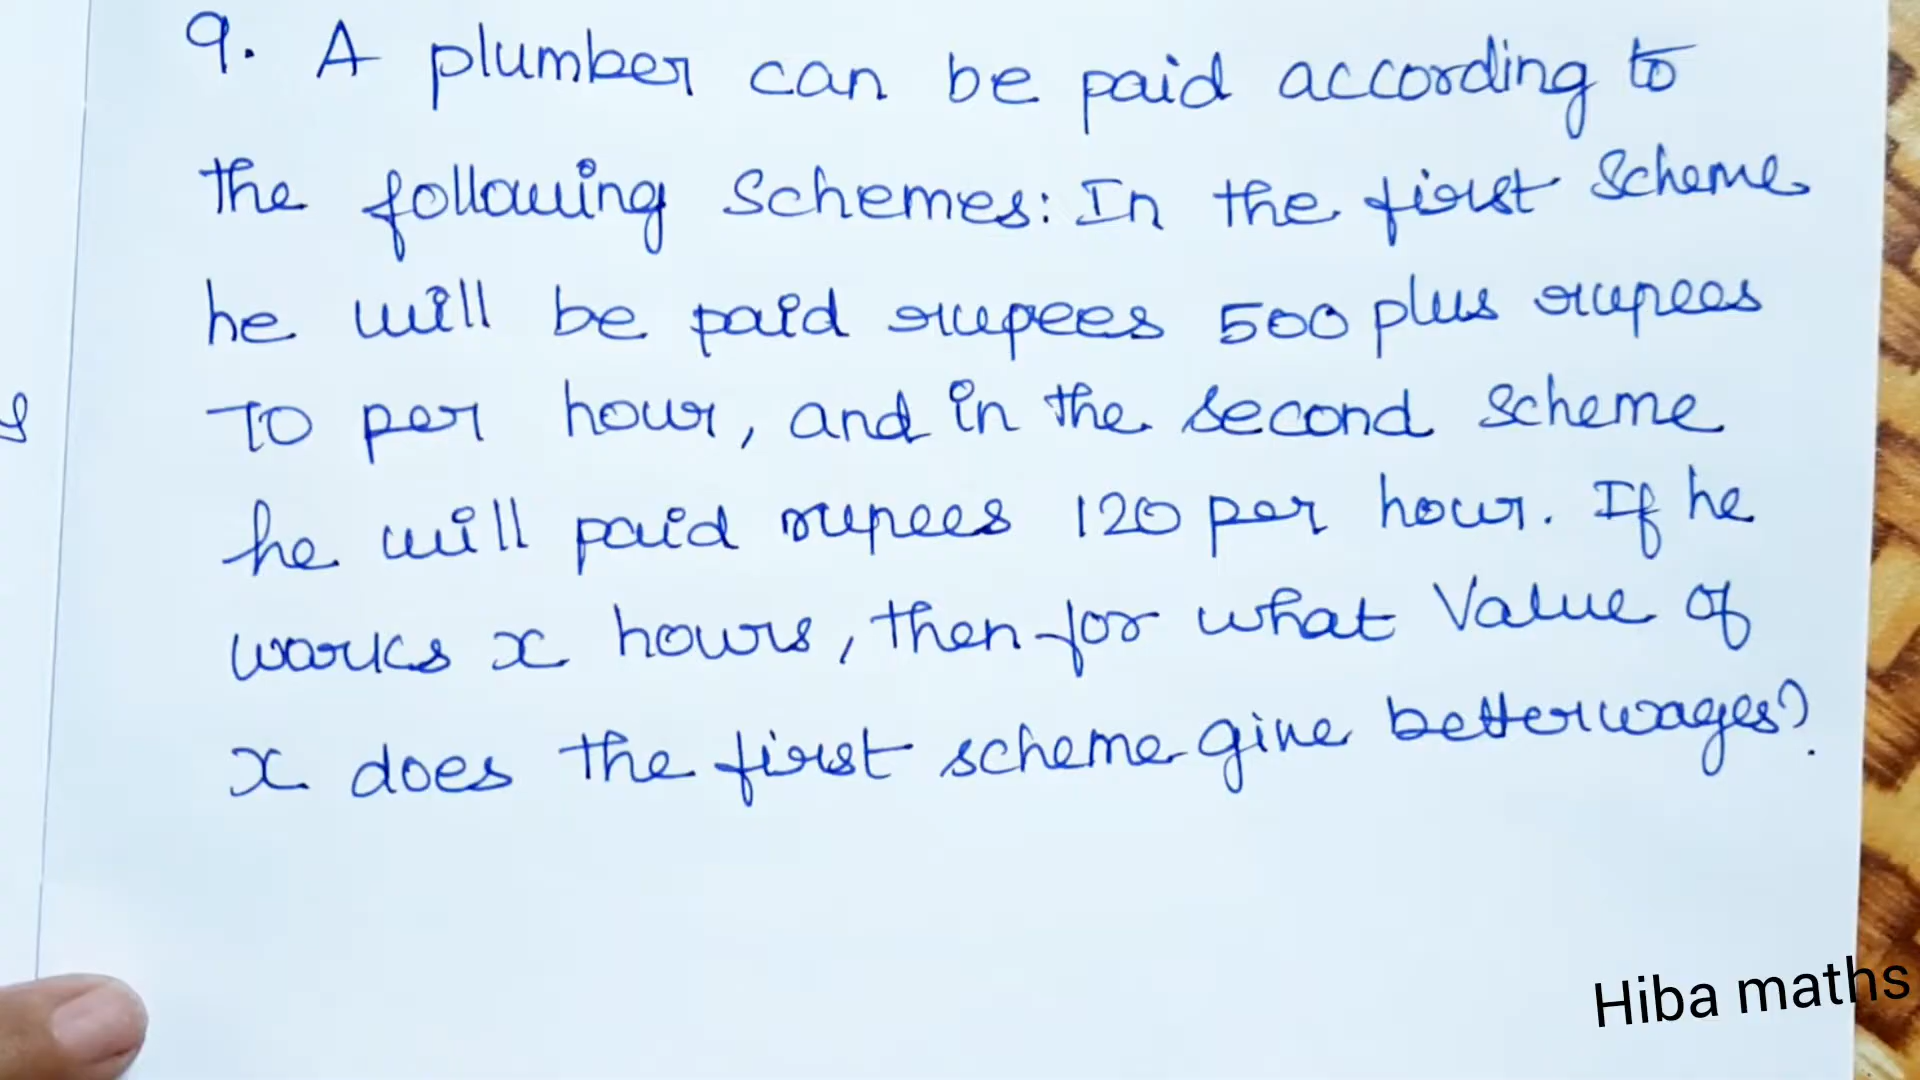 9. A plumber can be paid according to
the following Schemes: In the first Scheme
he will be paid rupees 500 plus rupees
70 per hour, and in the second scheme
he will paid rupees 120 per hour. If he
works x hours, then for what Value of
x does the first scheme give better wages?
Hiba maths